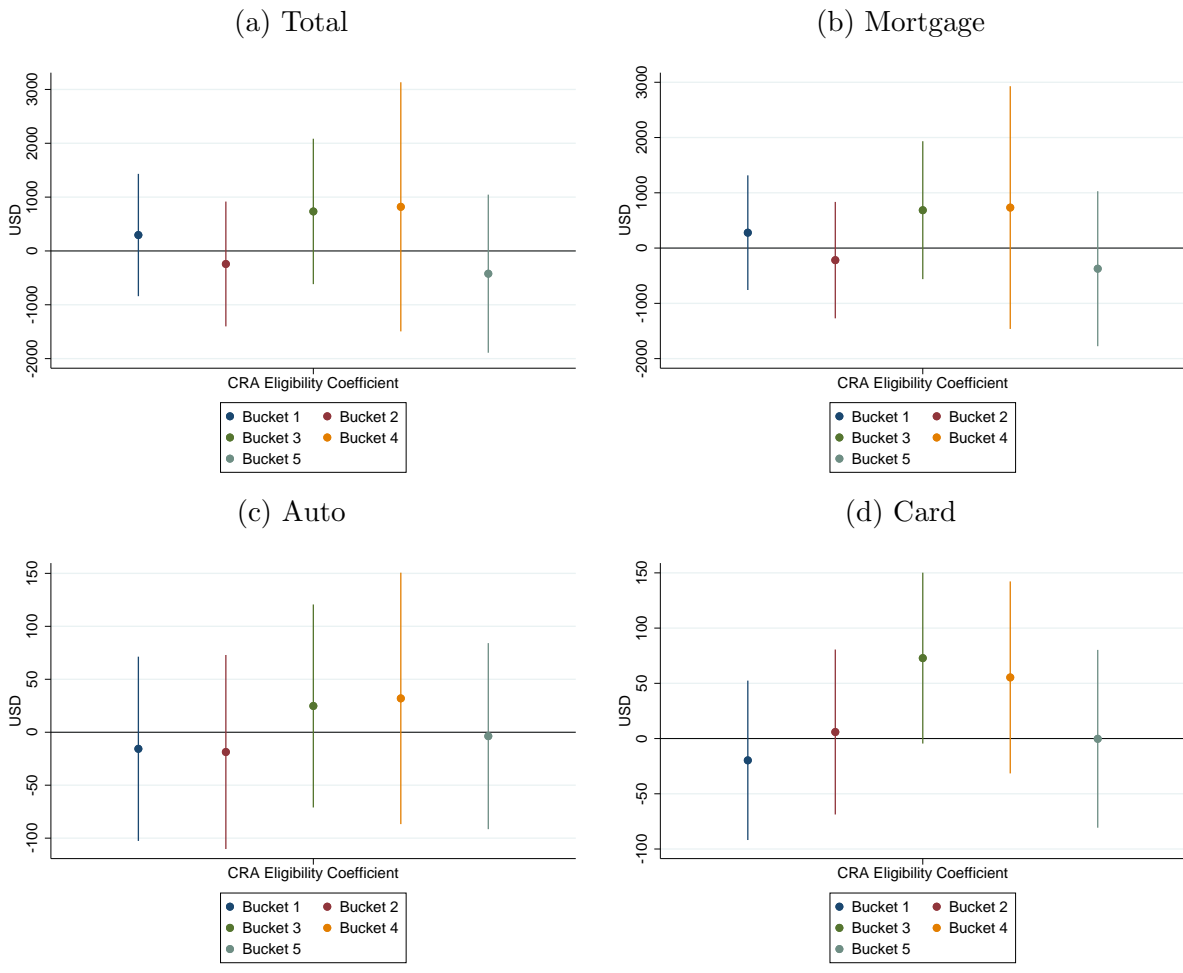 (a) Total
3000
2000
1000
0
-1000
-2000
USD
CRA Eligibility Coefficient
Bucket 1 Bucket 2
Bucket 3 Bucket 4
Bucket 5
(b) Mortgage
3000
2000
1000
0
-1000
-2000
USD
CRA Eligibility Coefficient
Bucket 1 Bucket 2
Bucket 3 Bucket 4
Bucket 5
(c) Auto
150
100
50
0
-50
-100
USD
CRA Eligibility Coefficient
Bucket 1 Bucket 2
Bucket 3 Bucket 4
Bucket 5
(d) Card
150
100
50
0
-50
-100
USD
CRA Eligibility Coefficient
Bucket 1 Bucket 2
Bucket 3 Bucket 4
Bucket 5